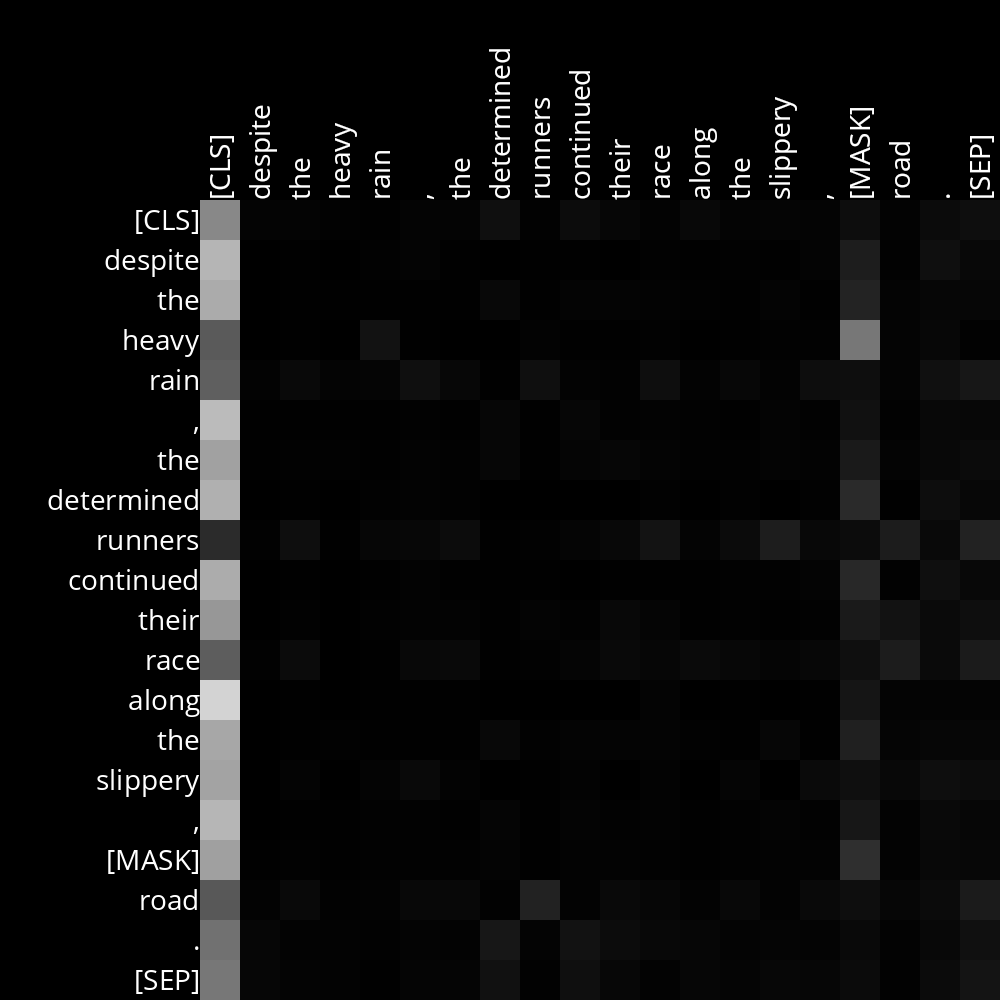 [CLS] despite the heavy rain , the determined runners continued their race along the slippery , [MASK] road . [SEP]
[CLS]
despite
the
heavy
rain
,
the
determined
runners
continued
their
race
along
the
slippery
,
[MASK]
road
.
[SEP]